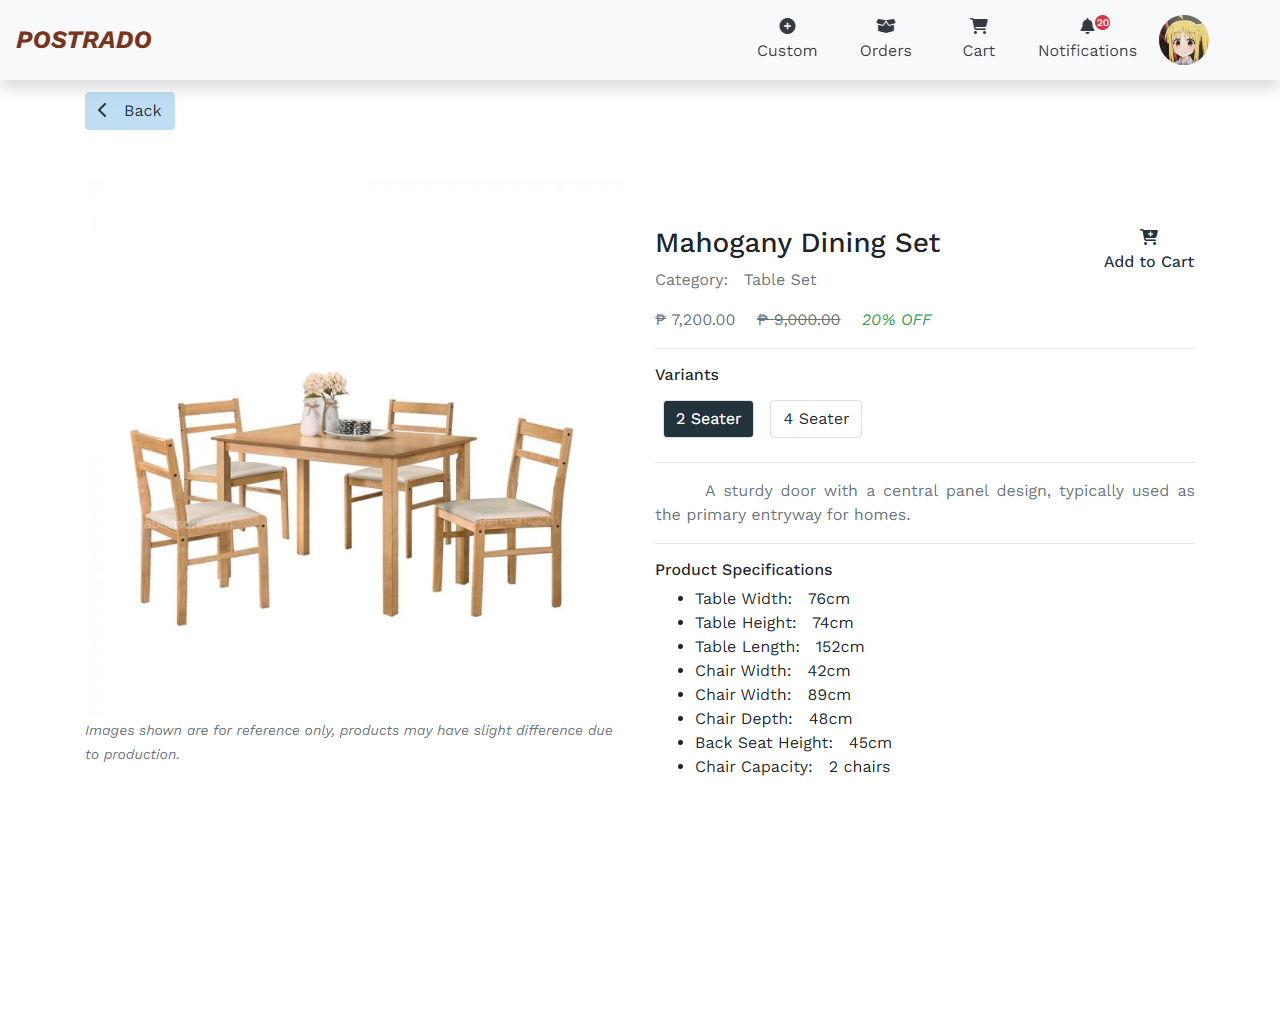 POSTRADO
Custom
Orders
Cart
20
Notifications
Back
Mahogany Dining Set
Add to Cart
Category: Table Set
₱ 7,200.00 ₱ 9,000.00 20% OFF
Variants
2 Seater
4 Seater
A sturdy door with a central panel design, typically used as
the primary entryway for homes.
Product Specifications
Table Width: 76cm
Table Height: 74cm
Table Length: 152cm
Chair Width: 42cm
Chair Width: 89cm
Chair Depth: 48cm
Back Seat Height: 45cm
Chair Capacity: 2 chairs
Images shown are for reference only, products may have slight difference due
to production.